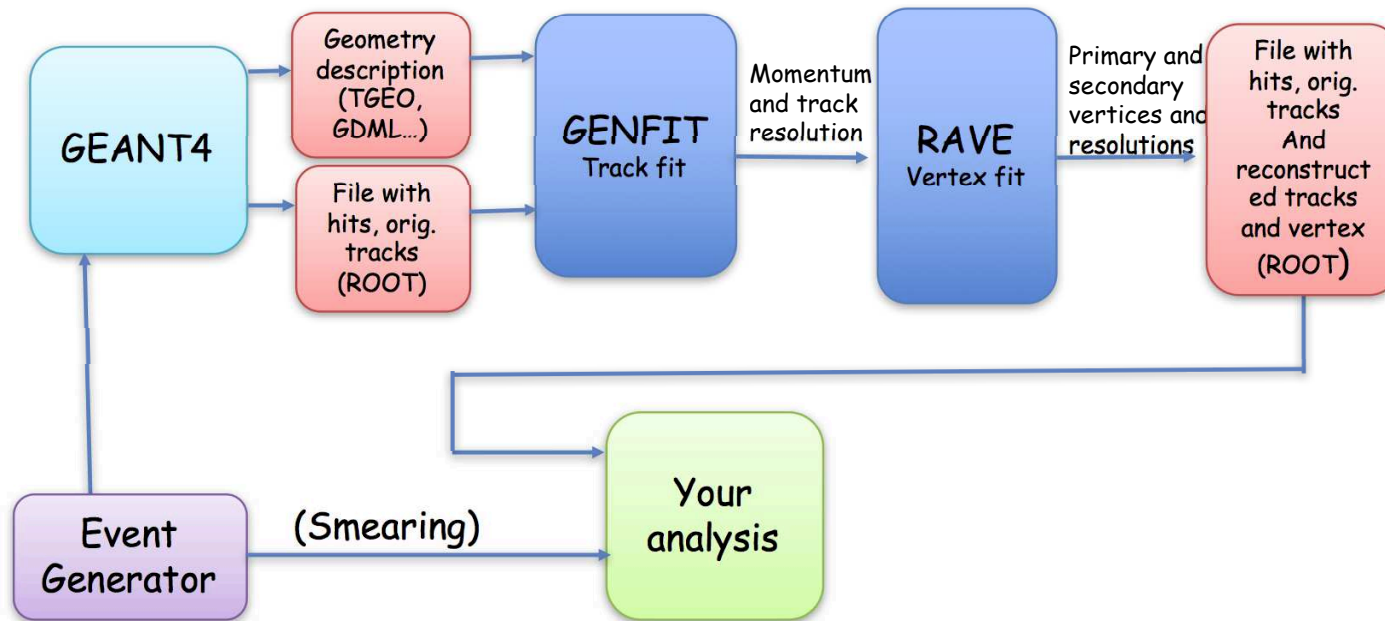 GEANT4
Geometry
description
(TGEO,
GDML...)
File with
hits, orig.
tracks
(ROOT)
GENFIT
Track fit
Momentum
and track
resolution
RAVE
Vertex fit
Primary and
secondary
vertices and
resolutions
File with
hits, orig.
tracks
And
reconstruct
ed tracks
and vertex
(ROOT)
Event
Generator
(Smearing)
Your
analysis